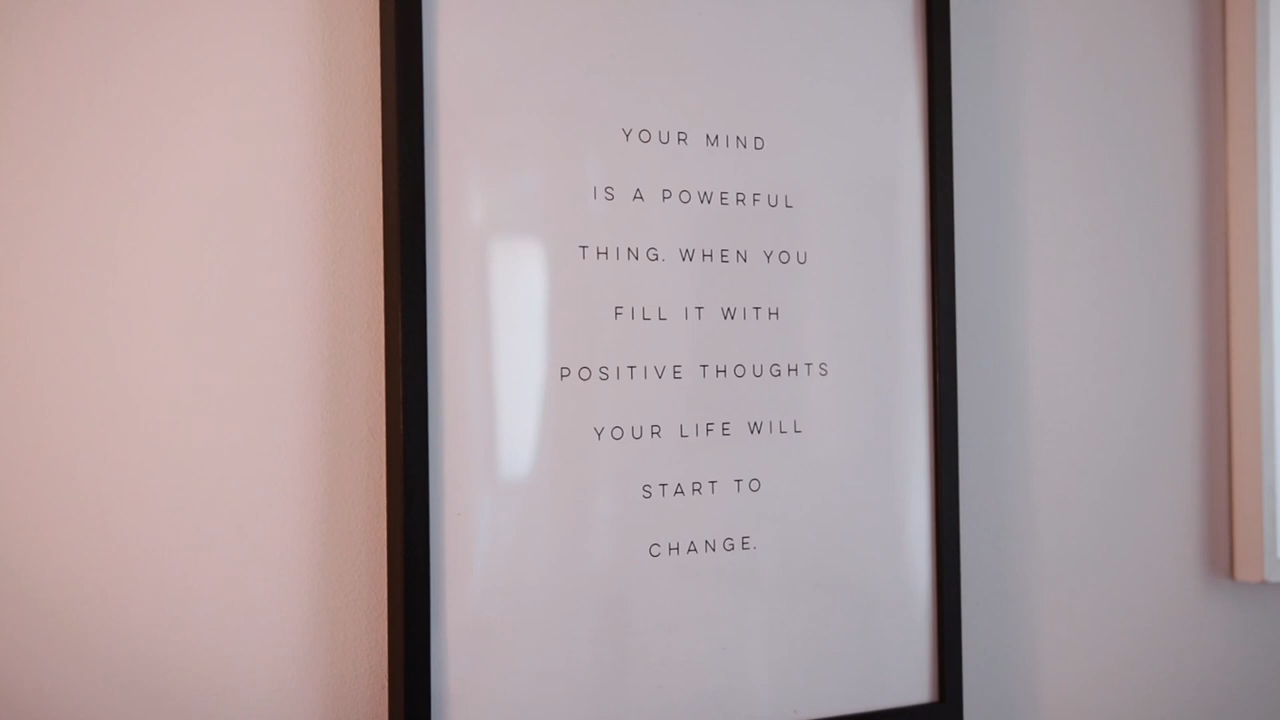 YOUR MIND
IS A POWERFUL
THING. WHEN YOU
FILL IT WITH
POSITIVE THOUGHTS
YOUR LIFE WILL
START TO
CHANGE.